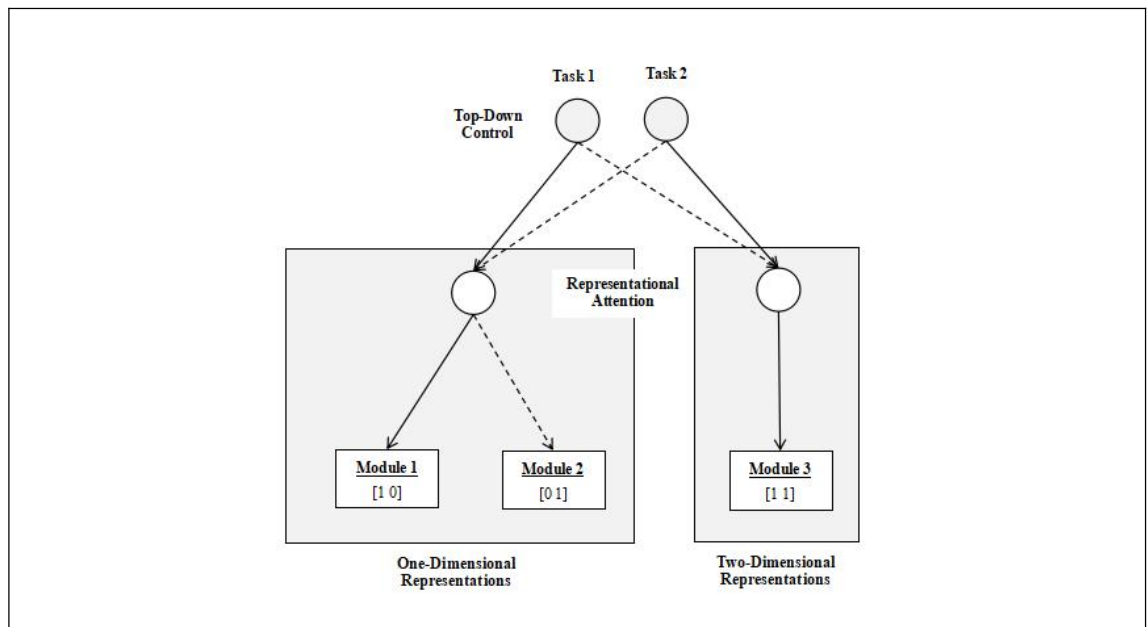 Task 1
Task 2
Top-Down
Control
Representational
Attention
Module 1
[1 0]
Module 2
[0 1]
Module 3
[1 1]
One-Dimensional
Representations
Two-Dimensional
Representations